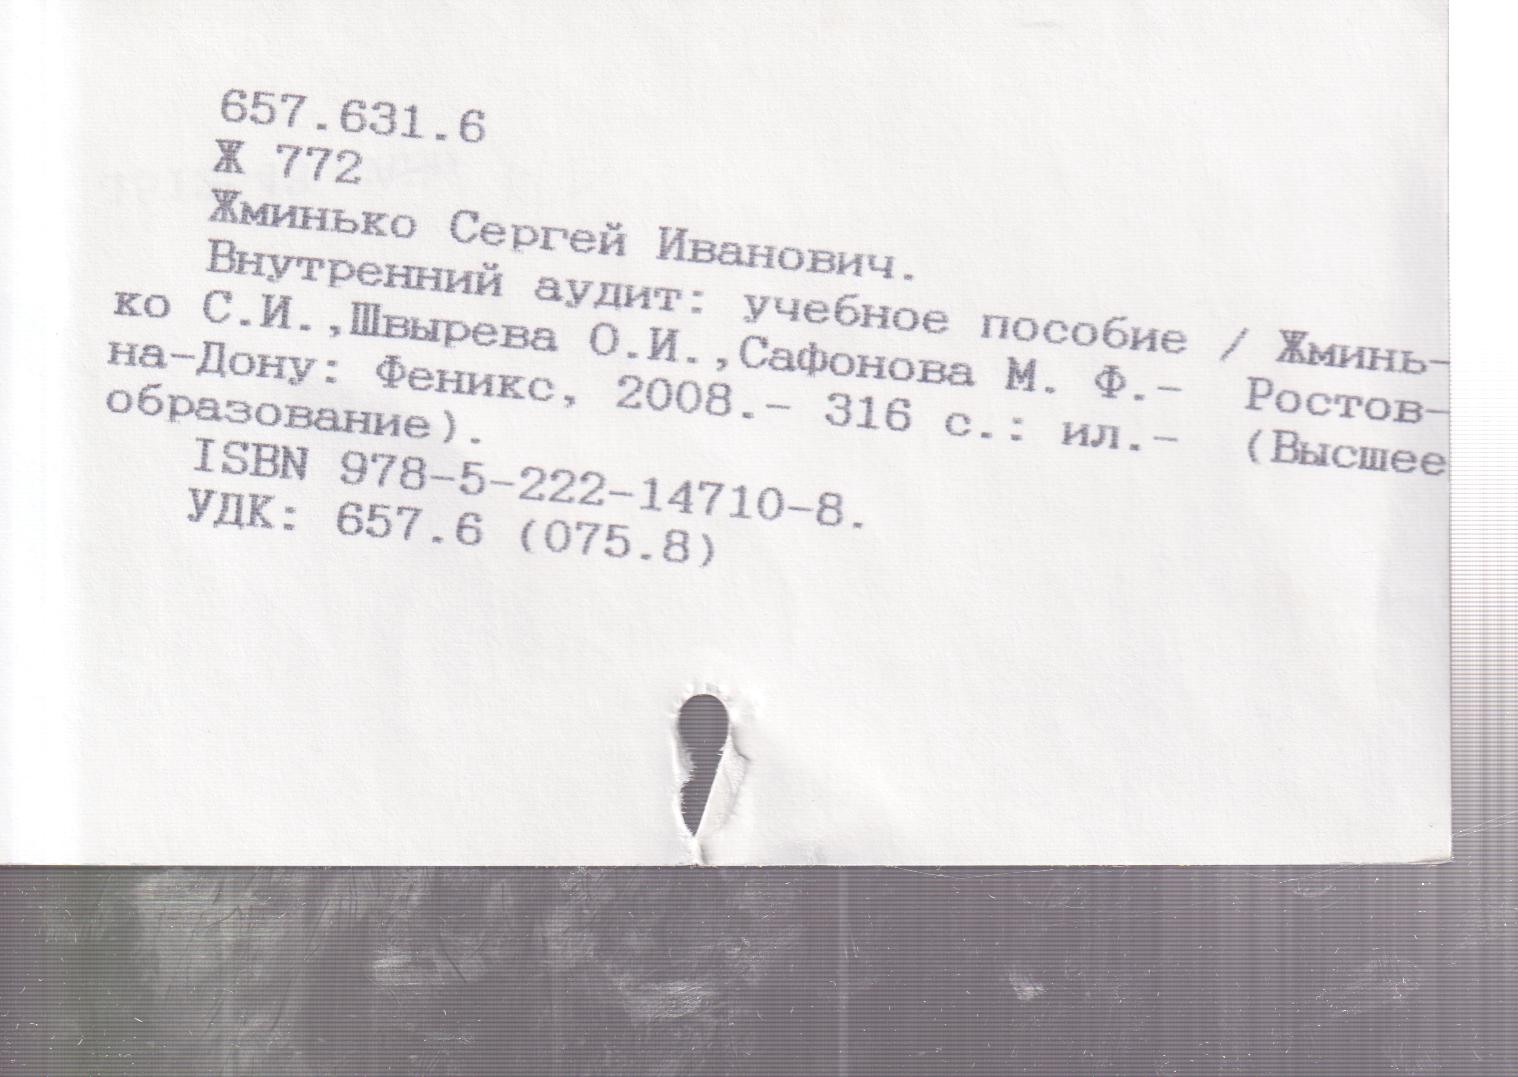 657.631.6
Ж 772
Жминько Сергей Иванович.
Внутренний аудит: учебное пособие / Жминь-
ко С.И.,Швырева О.И.,Сафонова М. Ф.- Ростов-
на-Дону: Феникс, 2008.- 316 с.: ил.- (Высшее
образование).
ISBN 978-5-222-14710-8.
УДК: 657.6 (075.8)